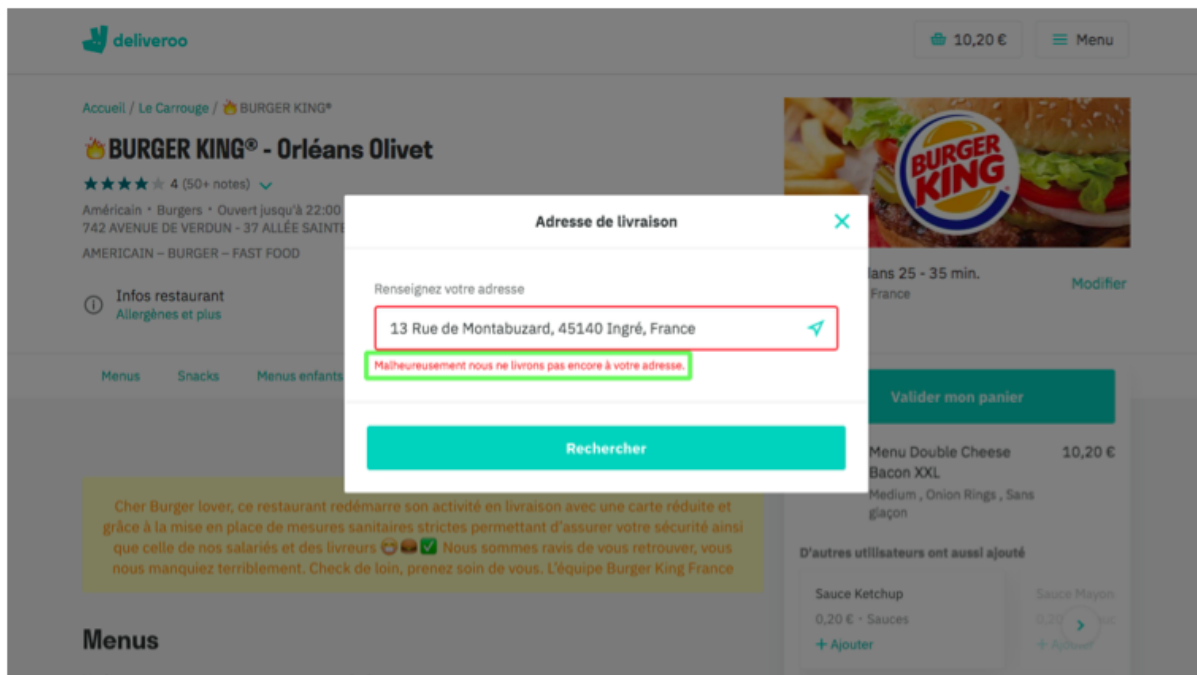 deliveroo
10,20 €
Menu
Accueil / Le Carrouge / BURGER KING®
BURGER KING® - Orléans Olivet
4 (50+ notes)
Américain • Burgers • Ouvert jusqu'à 22:00
742 AVENUE DE VERDUN - 37 ALLÉE SAINTE
AMERICAIN – BURGER – FAST FOOD
Infos restaurant
Allergènes et plus
BURGER
KING
dans 25 - 35 min.
France
Modifier
Adresse de livraison
Renseignez votre adresse
13 Rue de Montabuzard, 45140 Ingré, France
Malheureusement nous ne livrons pas encore à votre adresse.
Rechercher
Menus
Snacks
Menus enfants
Valider mon panier
Menu Double Cheese
Bacon XXL
10,20 €
Medium , Onion Rings , Sans
glaçon
Cher Burger lover, ce restaurant redémarre son activité en livraison avec une carte réduite et
grâce à la mise en place de mesures sanitaires strictes permettant d'assurer votre sécurité ainsi
que celle de nos salariés et des livreurs Nous sommes ravis de vous retrouver, vous
nous manquiez terriblement. Check de loin, prenez soin de vous. L'équipe Burger King France
D'autres utilisateurs ont aussi ajouté
Sauce Ketchup
0,20 € - Sauces
+ Ajouter
Sauce Mayon
+ Ajouter
Menus